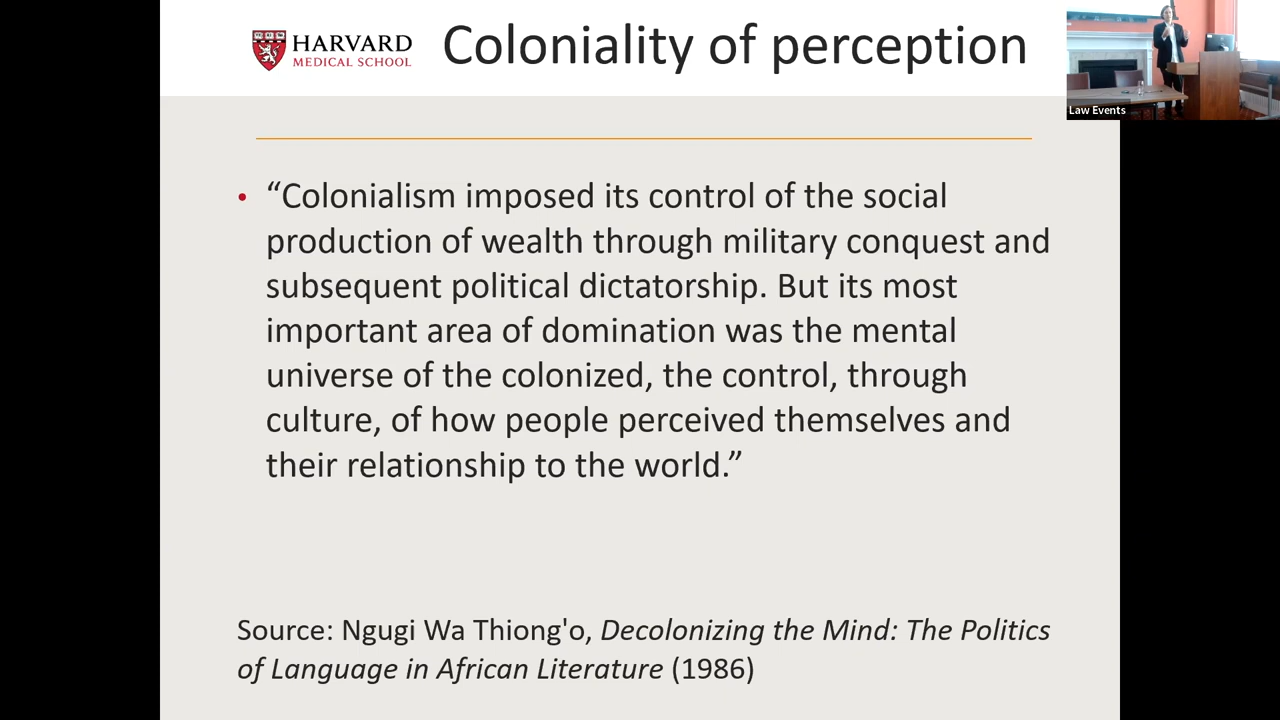 HARVARD
MEDICAL SCHOOL
Coloniality of perception
Law Events
• “Colonialism imposed its control of the social
production of wealth through military conquest and
subsequent political dictatorship. But its most
important area of domination was the mental
universe of the colonized, the control, through
culture, of how people perceived themselves and
their relationship to the world.”
Source: Ngugi Wa Thiong'o, Decolonizing the Mind: The Politics
of Language in African Literature (1986)